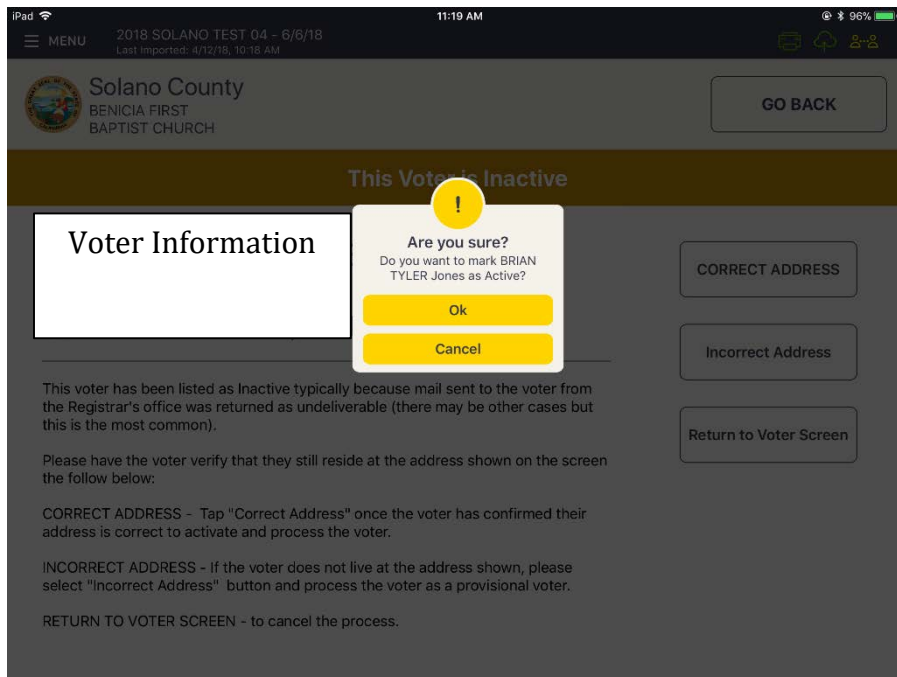 iPad 11:19 AM 96%
MENU 2018 SOLANO TEST 04 - 6/6/18
Last Imported: 4/12/18, 10:18 AM
Solano County
BENICIA FIRST
BAPTIST CHURCH
GO BACK
This Voter is Inactive
!
Voter Information
Are you sure?
Do you want to mark BRIAN
TYLER Jones as Active?
Ok
Cancel
CORRECT ADDRESS
Incorrect Address
Return to Voter Screen
This voter has been listed as Inactive typically because mail sent to the voter from
the Registrar's office was returned as undeliverable (there may be other cases but
this is the most common).
Please have the voter verify that they still reside at the address shown on the screen
the follow below:
CORRECT ADDRESS - Tap "Correct Address" once the voter has confirmed their
address is correct to activate and process the voter.
INCORRECT ADDRESS - If the voter does not live at the address shown, please
select "Incorrect Address" button and process the voter as a provisional voter.
RETURN TO VOTER SCREEN - to cancel the process.